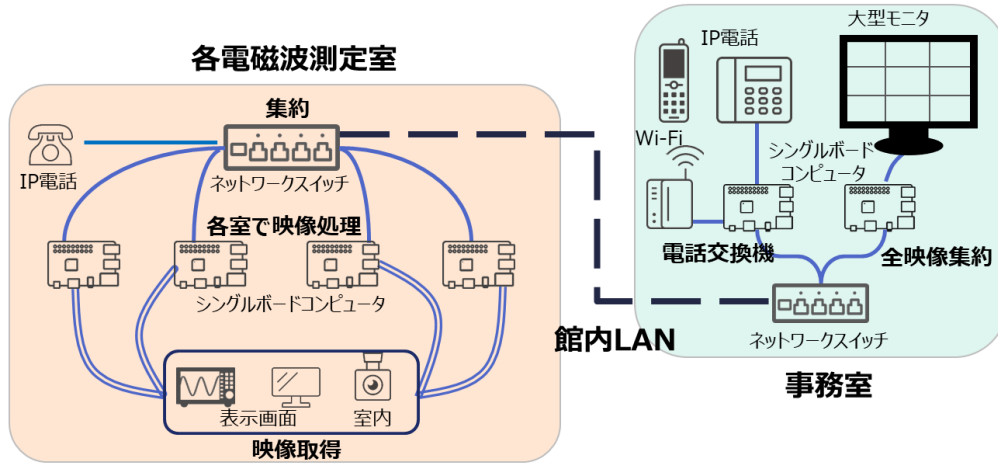 各電磁波測定室
集約
IP電話
ネットワークスイッチ
各室で映像処理
シングルボードコンピュータ
表示画面
室内
映像取得
館内LAN
大型モニタ
IP電話
Wi-Fi
シングルボード
コンピュータ
電話交換機
全映像集約
ネットワークスイッチ
事務室